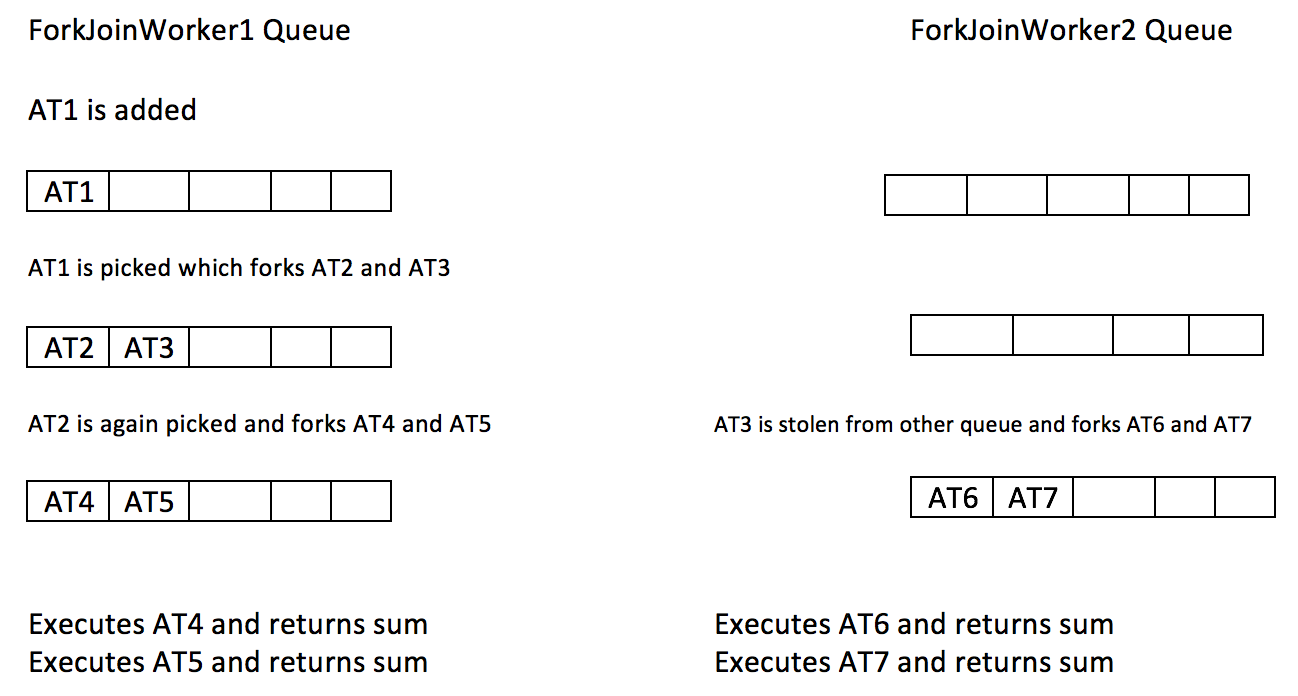 ForkJoinWorker1 Queue
ForkJoinWorker2 Queue
AT1 is added
AT1
AT1 is picked which forks AT2 and AT3
AT2 AT3
AT2 is again picked and forks AT4 and AT5
AT3 is stolen from other queue and forks AT6 and AT7
AT4 AT5
AT6 AT7
Executes AT4 and returns sum
Executes AT5 and returns sum
Executes AT6 and returns sum
Executes AT7 and returns sum